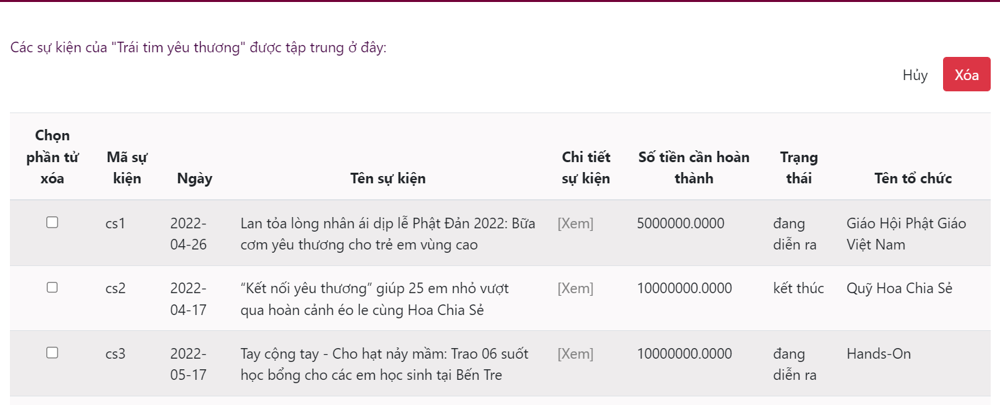 Các sự kiện của "Trái tim yêu thương" được tập trung ở đây:
Hủy Xóa
Chọn phần tử xóa
Mã sự kiện
Ngày
Tên sự kiện
Chi tiết sự kiện
Số tiền cần hoàn thành
Trạng thái
Tên tổ chức
cs1
2022-
04-26
Lan tỏa lòng nhân ái dịp lễ Phật Đản 2022: Bữa
cơm yêu thương cho trẻ em vùng cao
[Xem]
5000000.0000
đang
diễn ra
Giáo Hội Phật Giáo
Việt Nam
cs2
2022-
04-17
“Kết nối yêu thương” giúp 25 em nhỏ vượt
qua hoàn cảnh éo le cùng Hoa Chia Sẻ
[Xem]
10000000.0000
kết thúc
Quỹ Hoa Chia Sẻ
cs3
2022-
05-17
Tay cộng tay - Cho hạt nảy mầm: Trao 06 suốt
học bổng cho các em học sinh tại Bến Tre
[Xem]
10000000.0000
đang
diễn ra
Hands-On